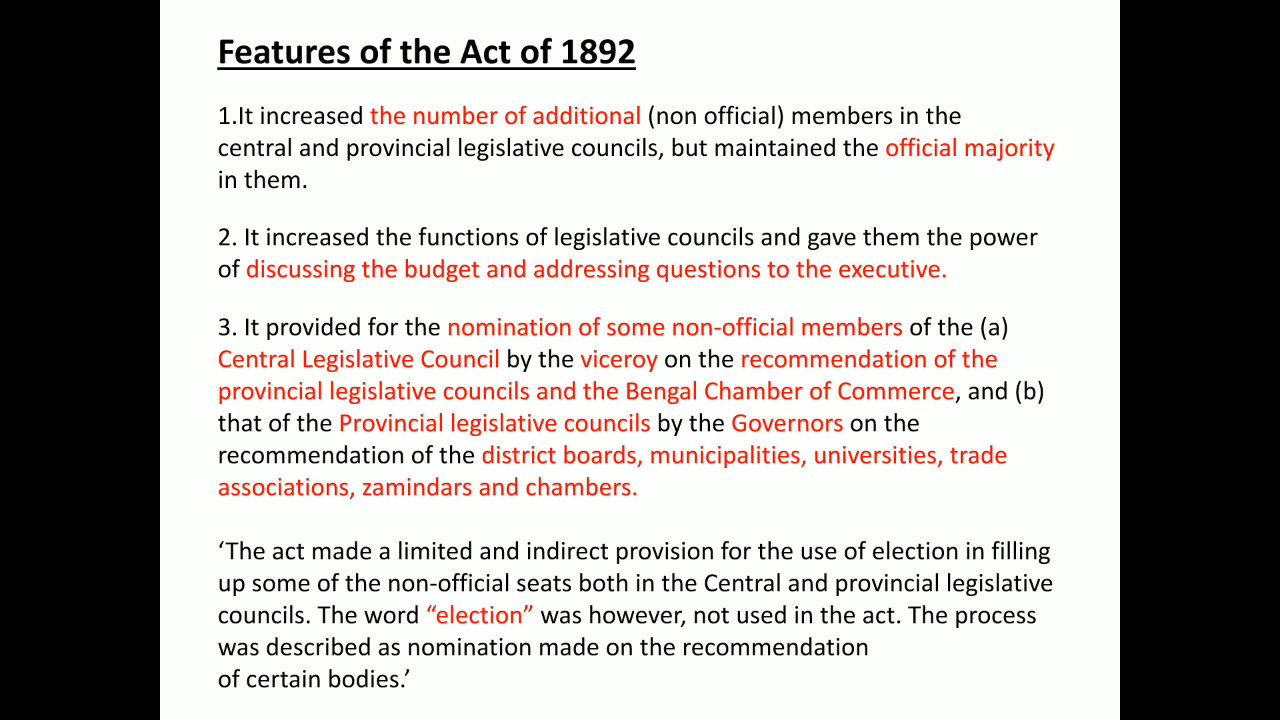 Features of the Act of 1892
1.It increased the number of additional (non official) members in the
central and provincial legislative councils, but maintained the official majority
in them.
2. It increased the functions of legislative councils and gave them the power
of discussing the budget and addressing questions to the executive.
3. It provided for the nomination of some non-official members of the (a)
Central Legislative Council by the viceroy on the recommendation of the
provincial legislative councils and the Bengal Chamber of Commerce, and (b)
that of the Provincial legislative councils by the Governors on the
recommendation of the district boards, municipalities, universities, trade
associations, zamindars and chambers.
‘The act made a limited and indirect provision for the use of election in filling
up some of the non-official seats both in the Central and provincial legislative
councils. The word “election” was however, not used in the act. The process
was described as nomination made on the recommendation
of certain bodies.’